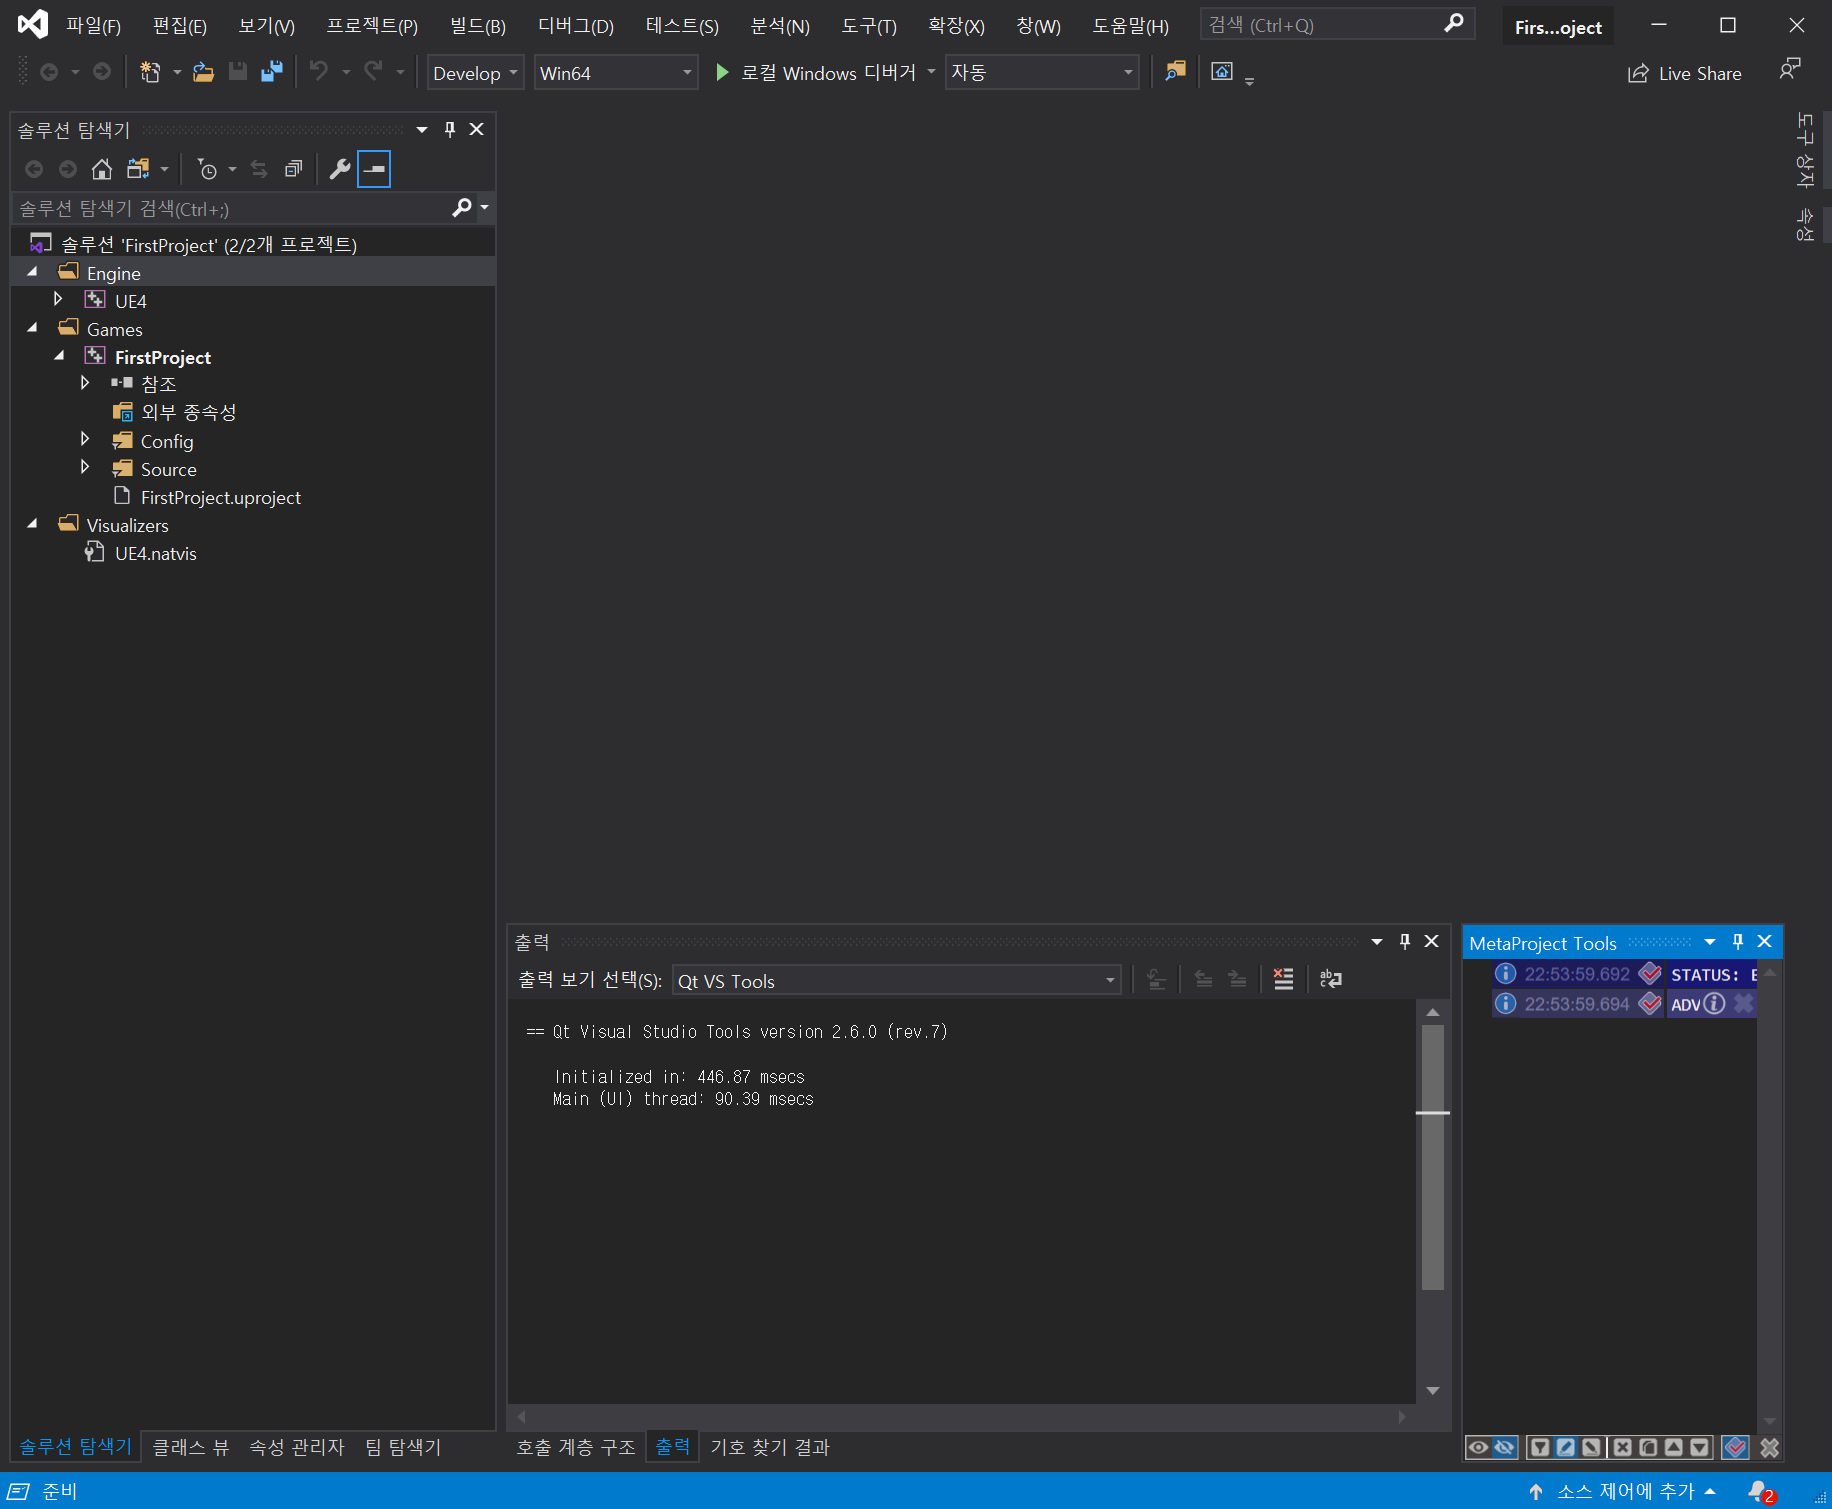 파일(F) 편집(E) 보기(V) 프로젝트(P) 빌드(B) 디버그(D) 테스트(S) 분석(N) 도구(T) 확장(X) 창(W) 도움말(H) 검색 (Ctrl+Q) Firs...oject
Develop Win64 로컬 Windows 디버거 자동 Live Share
솔루션 탐색기
솔루션 탐색기 검색(Ctrl+;)
솔루션 'FirstProject' (2/2개 프로젝트)
Engine
UE4
Games
FirstProject
참조
외부 종속성
Config
Source
FirstProject.uproject
Visualizers
UE4.natvis
솔루션 탐색기 클래스 뷰 속성 관리자 팀 탐색기
출력
출력 보기 선택(S): Qt VS Tools
== Qt Visual Studio Tools version 2.6.0 (rev.7)
Initialized in: 446.87 msecs
Main (UI) thread: 90.39 msecs
호출 계층 구조 출력 기호 찾기 결과
MetaProject Tools
22:53:59.692 STATUS: E
22:53:59.694 ADV
도구 상자
속성
준비 소스 제어에 추가 2